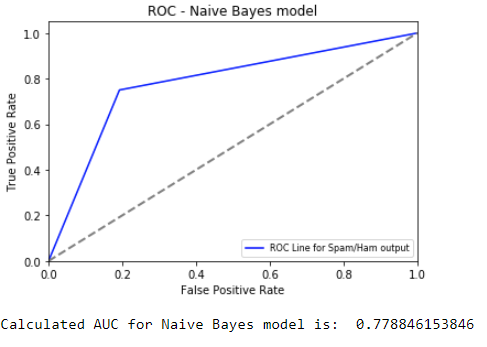 ROC - Naive Bayes model
1.0
0.8
0.6
0.4
0.2
0.0
True Positive Rate
ROC Line for Spam/Ham output
0.0 0.2 0.4 0.6 0.8 1.0
False Positive Rate
Calculated AUC for Naive Bayes model is: 0.778846153846